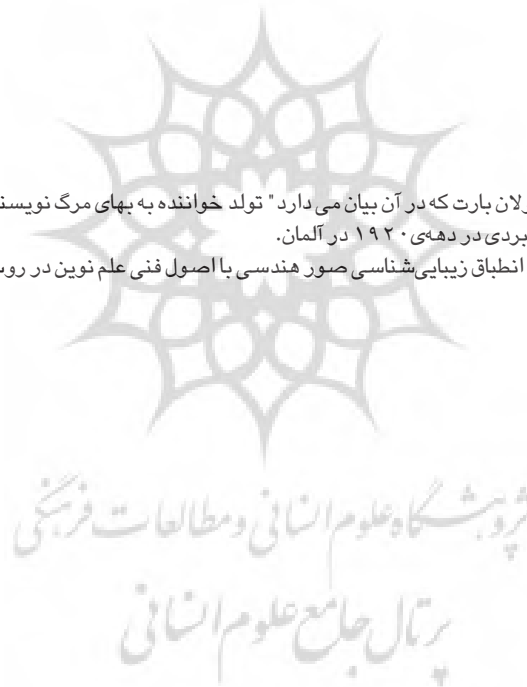 ولان بارت که در آن بیان می دارد " تولد خواننده به بهای مرگ نویسند
بردی در دهه‌ی ۱۹۲۰ در آلمان.
انطباق زیبایی‌شناسی صور هندسی با اصول فنی علم نوین در روس
پژوهشگاه علوم انسانی و مطالعات فرهنگی
پرتال جامع علوم انسانی